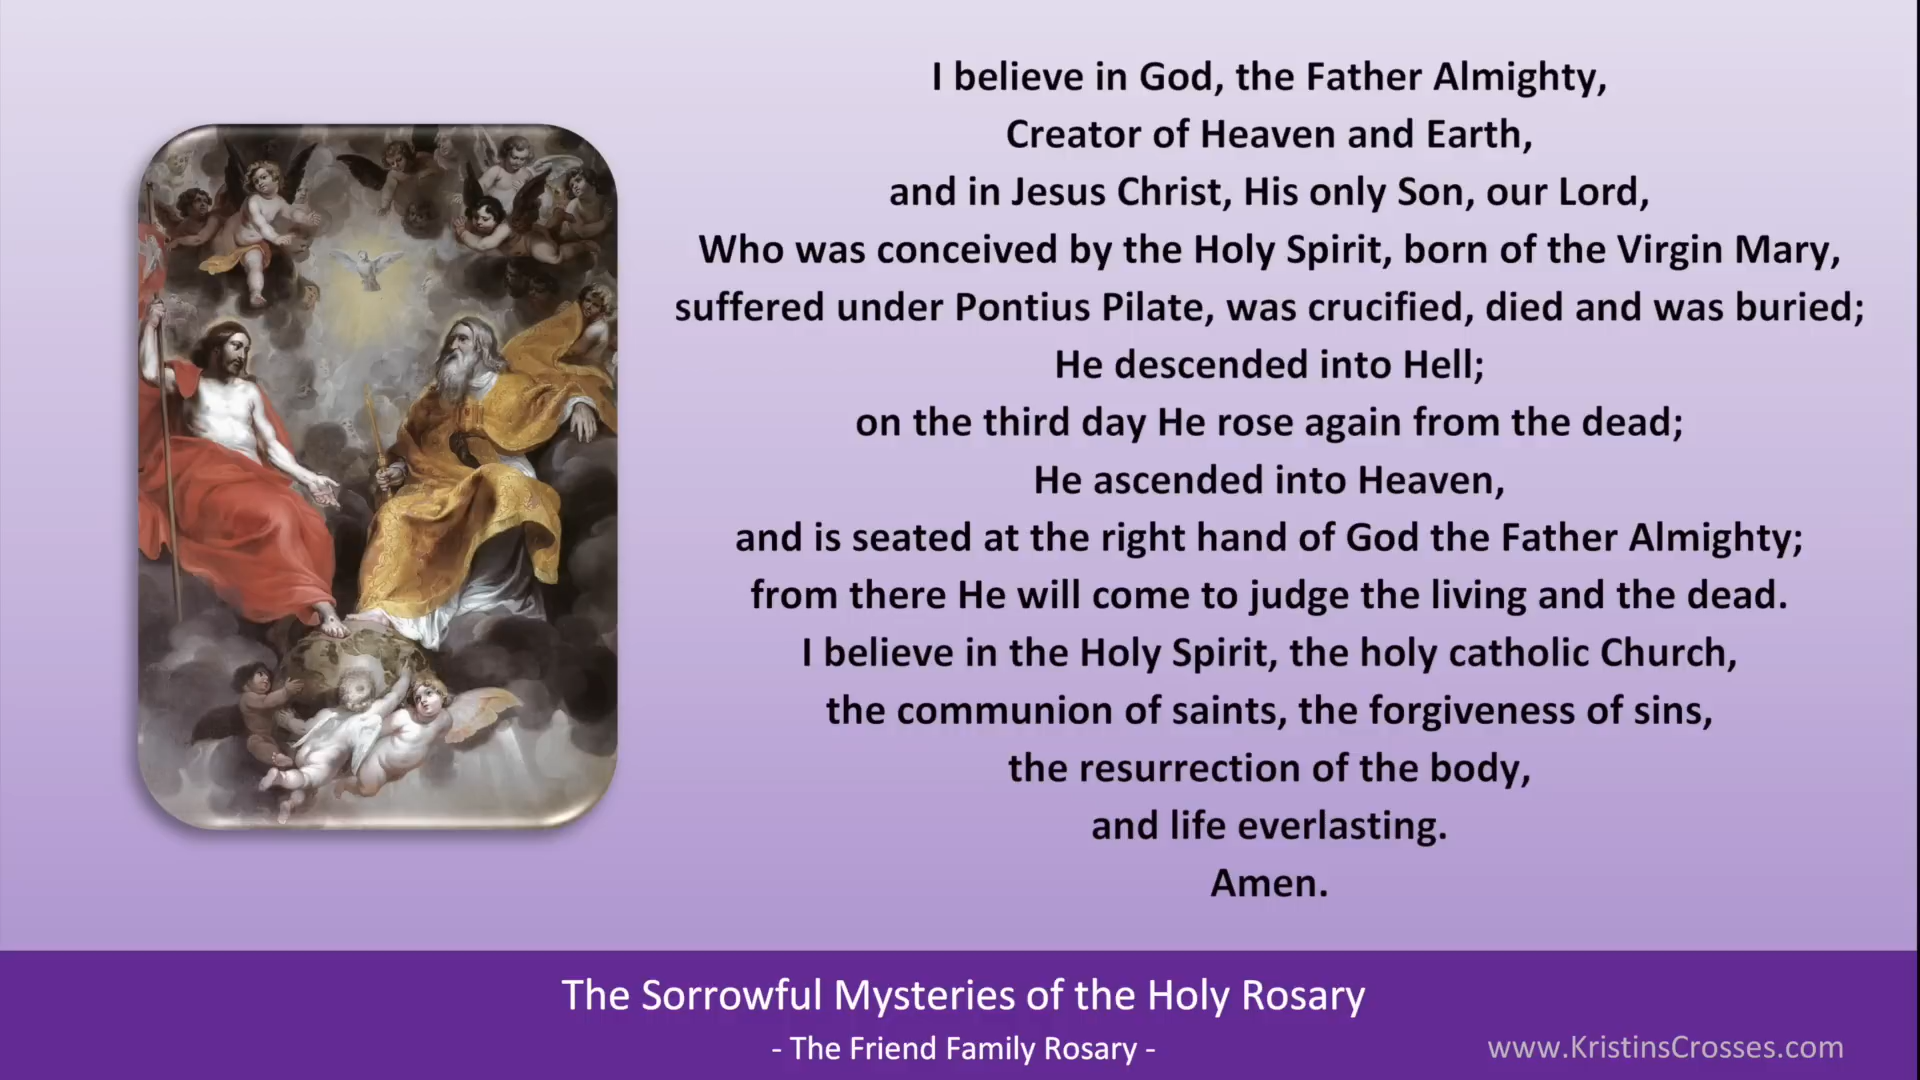 I believe in God, the Father Almighty,
Creator of Heaven and Earth,
and in Jesus Christ, His only Son, our Lord,
Who was conceived by the Holy Spirit, born of the Virgin Mary,
suffered under Pontius Pilate, was crucified, died and was buried;
He descended into Hell;
on the third day He rose again from the dead;
He ascended into Heaven,
and is seated at the right hand of God the Father Almighty;
from there He will come to judge the living and the dead.
I believe in the Holy Spirit, the holy catholic Church,
the communion of saints, the forgiveness of sins,
the resurrection of the body,
and life everlasting.
Amen.
The Sorrowful Mysteries of the Holy Rosary
- The Friend Family Rosary -
www.KristinsCrosses.com